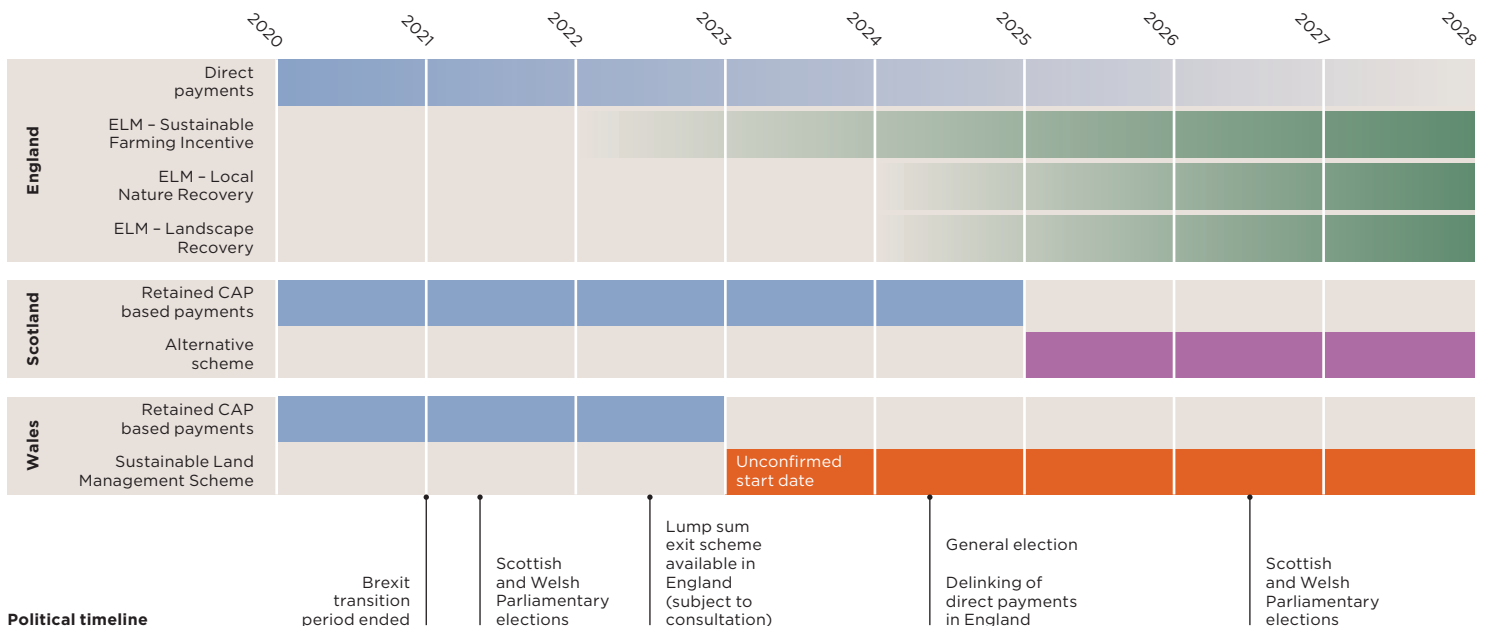 2020
2021
2022
2023
2024
2025
2026
2027
2028
England
Direct
payments
ELM – Sustainable
Farming Incentive
ELM – Local
Nature Recovery
ELM – Landscape
Recovery
Scotland
Retained CAP
based payments
Alternative
scheme
Wales
Retained CAP
based payments
Sustainable Land
Management Scheme
Unconfirmed
start date
Political timeline
Brexit
transition
period ended
Scottish
and Welsh
Parliamentary
elections
Lump sum
exit scheme
available in
England
(subject to
consultation)
General election
Delinking of
direct payments
in England
Scottish
and Welsh
Parliamentary
elections